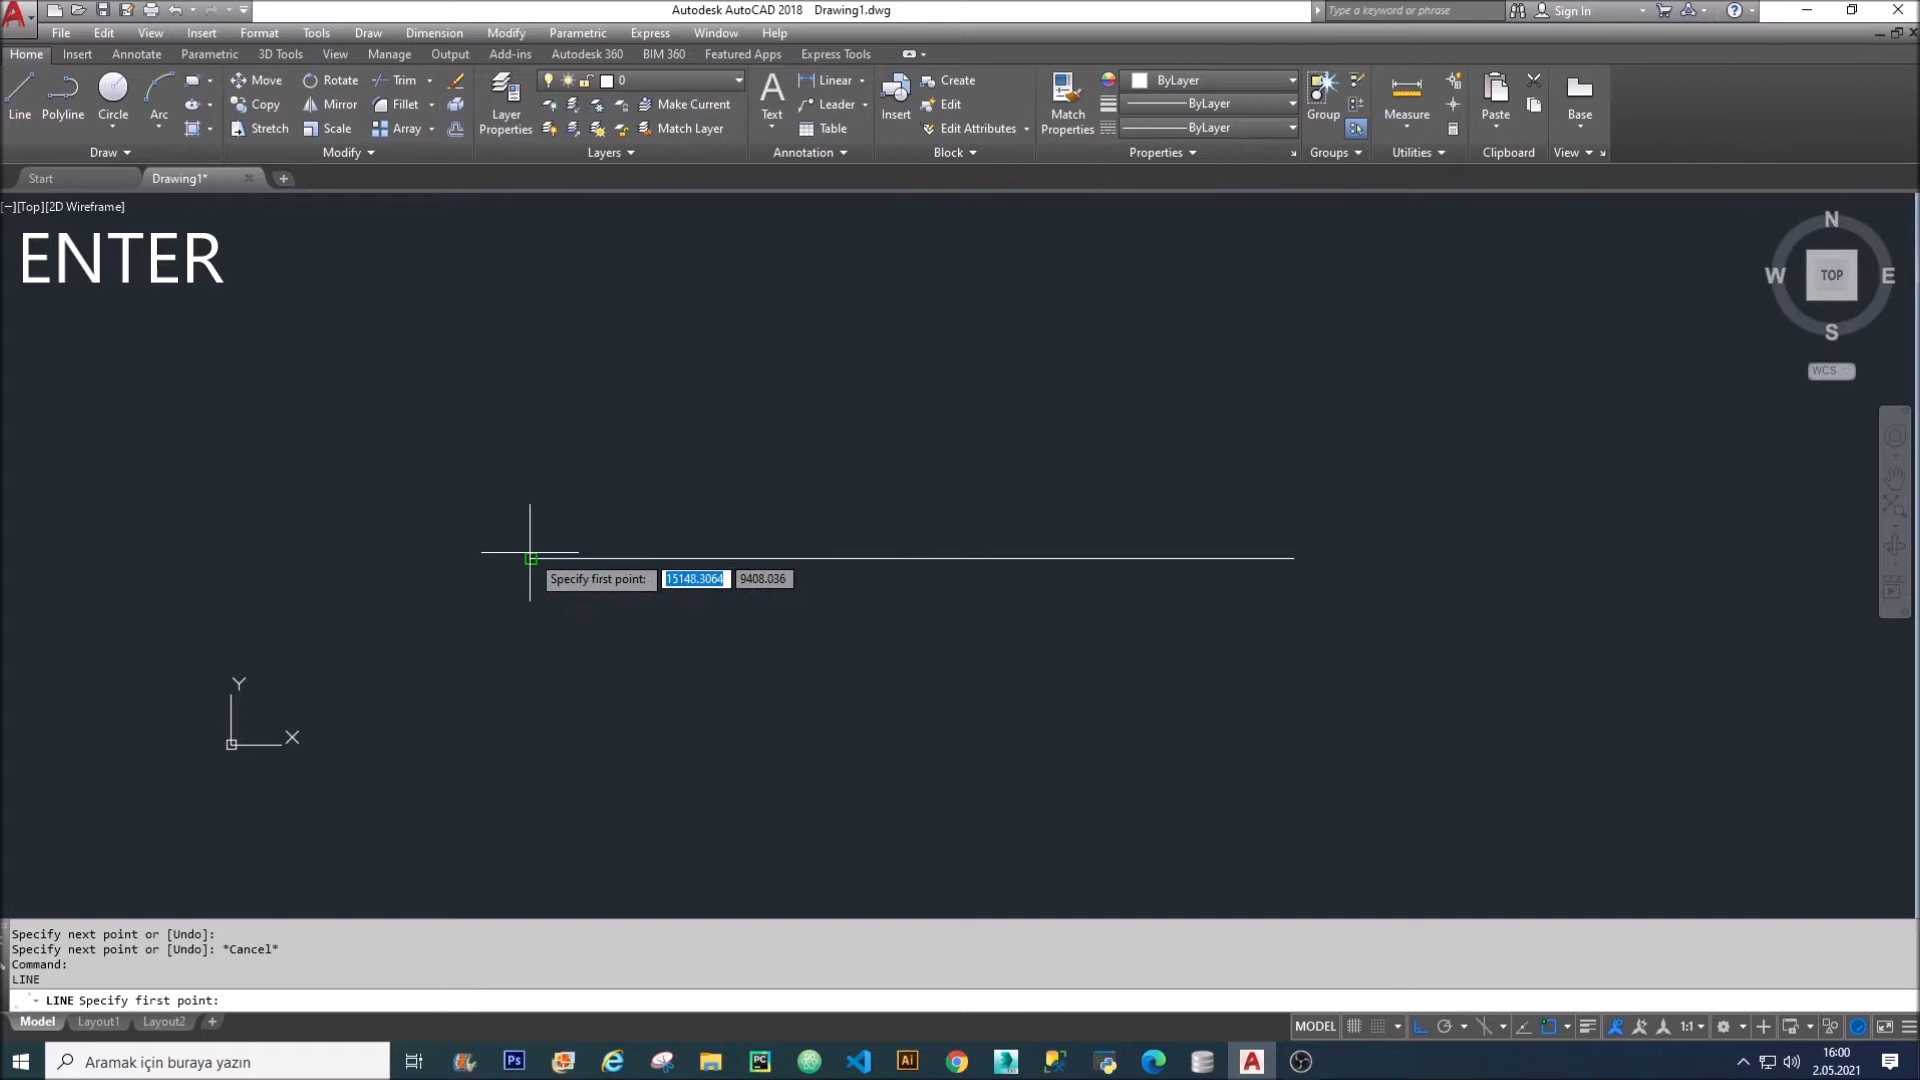 Autodesk AutoCAD 2018 Drawing1.dwg
Type a keyword or phrase
Sign In
File Edit View Insert Format Tools Draw Dimension Modify Parametric Express Window Help
Home Insert Annotate Parametric 3D Tools View Manage Output Add-ins Autodesk 360 BIM 360 Featured Apps Express Tools
Line
Polyline
Circle
Arc
Draw
Move
Copy
Stretch
Rotate
Mirror
Scale
Trim
Fillet
Array
Modify
Layer
Properties
0
Make Current
Match Layer
Layers
Text
Linear
Leader
Table
Annotation
Insert
Create
Edit
Edit Attributes
Block
Match
Properties
ByLayer
ByLayer
ByLayer
Properties
Group
Groups
Measure
Utilities
Paste
Clipboard
Base
View
Start
Drawing1*
[−][Top][2D Wireframe]
ENTER
N
W
TOP
E
S
WCS
Specify first point: 15148.3064 9408.036
Y
X
Specify next point or [Undo]:
Specify next point or [Undo]: *Cancel*
Command:
LINE
LINE Specify first point:
Model Layout1 Layout2 +
MODEL
1:1
Aramak için buraya yazın
Ps
PC
Ai
A
16:00
2.05.2021